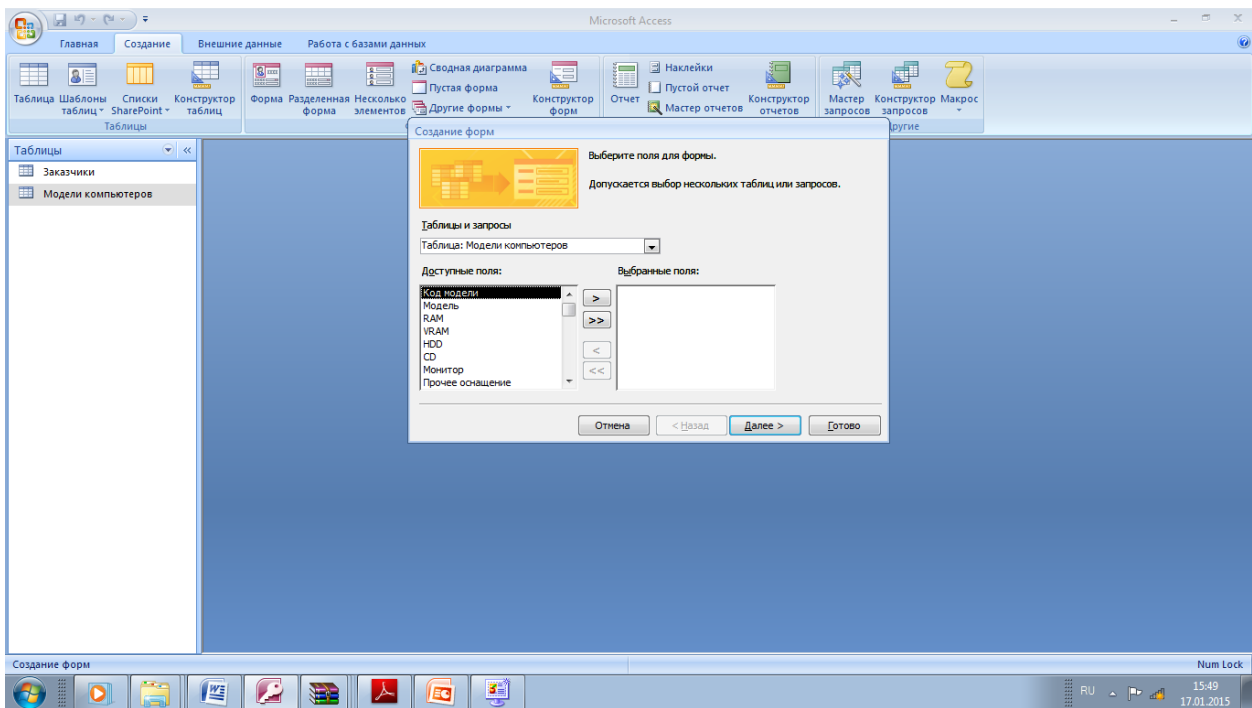 Microsoft Access
Главная Создание Внешние данные Работа с базами данных
Таблица
Шаблоны таблиц
Списки SharePoint
Конструктор таблиц
Таблицы
Форма
Разделенная форма
Несколько элементов
Сводная диаграмма
Пустая форма
Другие формы
Конструктор форм
Отчет
Наклейки
Пустой отчет
Мастер отчетов
Конструктор отчетов
Мастер запросов
Конструктор запросов
Макрос
Таблицы
Заказчики
Модели компьютеров
Создание форм
Выберите поля для формы.
Допускается выбор нескольких таблиц или запросов.
Таблицы и запросы
Таблица: Модели компьютеров
Доступные поля:
Выбранные поля:
Код модели
Модель
RAM
VRAM
HDD
CD
Монитор
Прочее оснащение
>
>>
<
<<
Отмена < Назад Далее > Готово
Создание форм
Num Lock
RU
15:49
17.01.2015